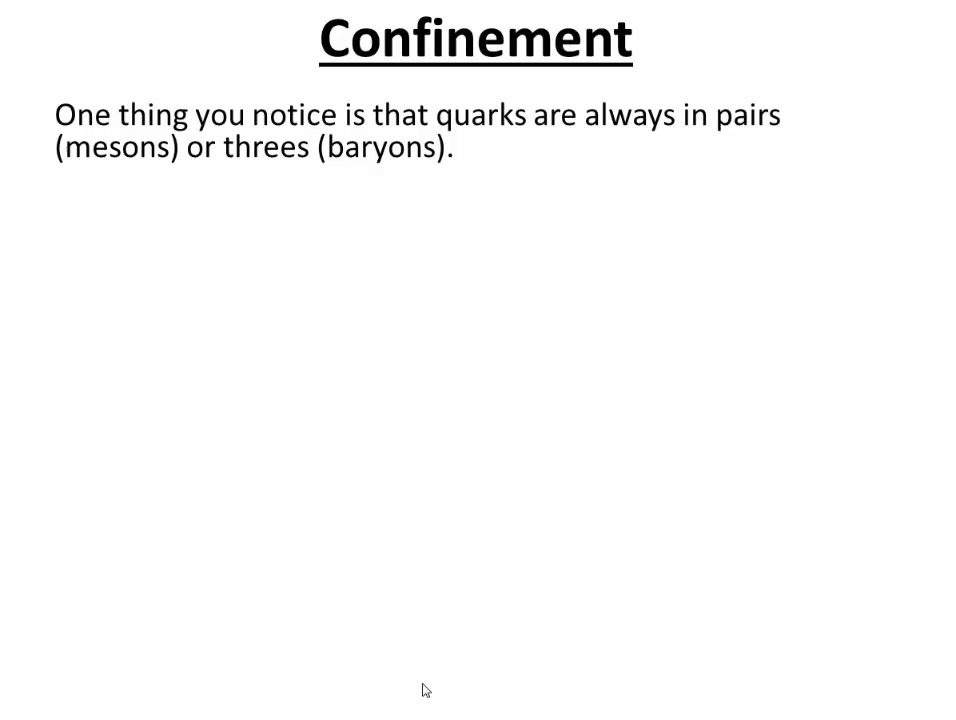 Confinement
One thing you notice is that quarks are always in pairs
(mesons) or threes (baryons).